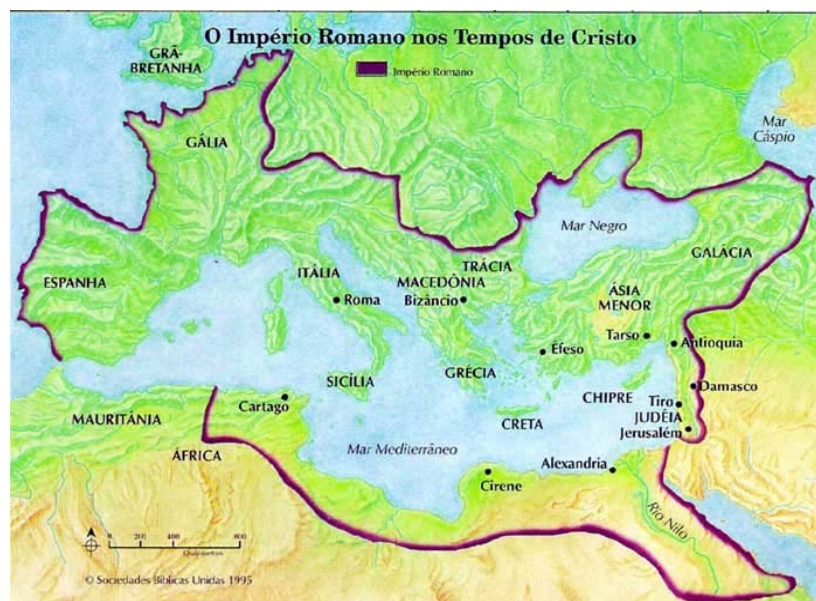 O Império Romano nos Tempos de Cristo
Império Romano
GRÃ-
BRETANHA
GÁLIA
Mar
Cáspio
Mar Negro
ESPANHA
ITÁLIA
Roma
MACEDÔNIA
Bizâncio
TRÁCIA
GALÁCIA
ÁSIA
MENOR
Tarso
Antioquia
Éfeso
SICÍLIA
GRÉCIA
CHIPRE
Damasco
Tiro
JUDÉIA
Jerusalém
Cartago
MAURITÁNIA
CRETA
ÁFRICA
Mar Mediterrâneo
Cirene
Alexandria
Rio Nilo
0 200 400 800
© Sociedades Bíblicas Unidas 1995